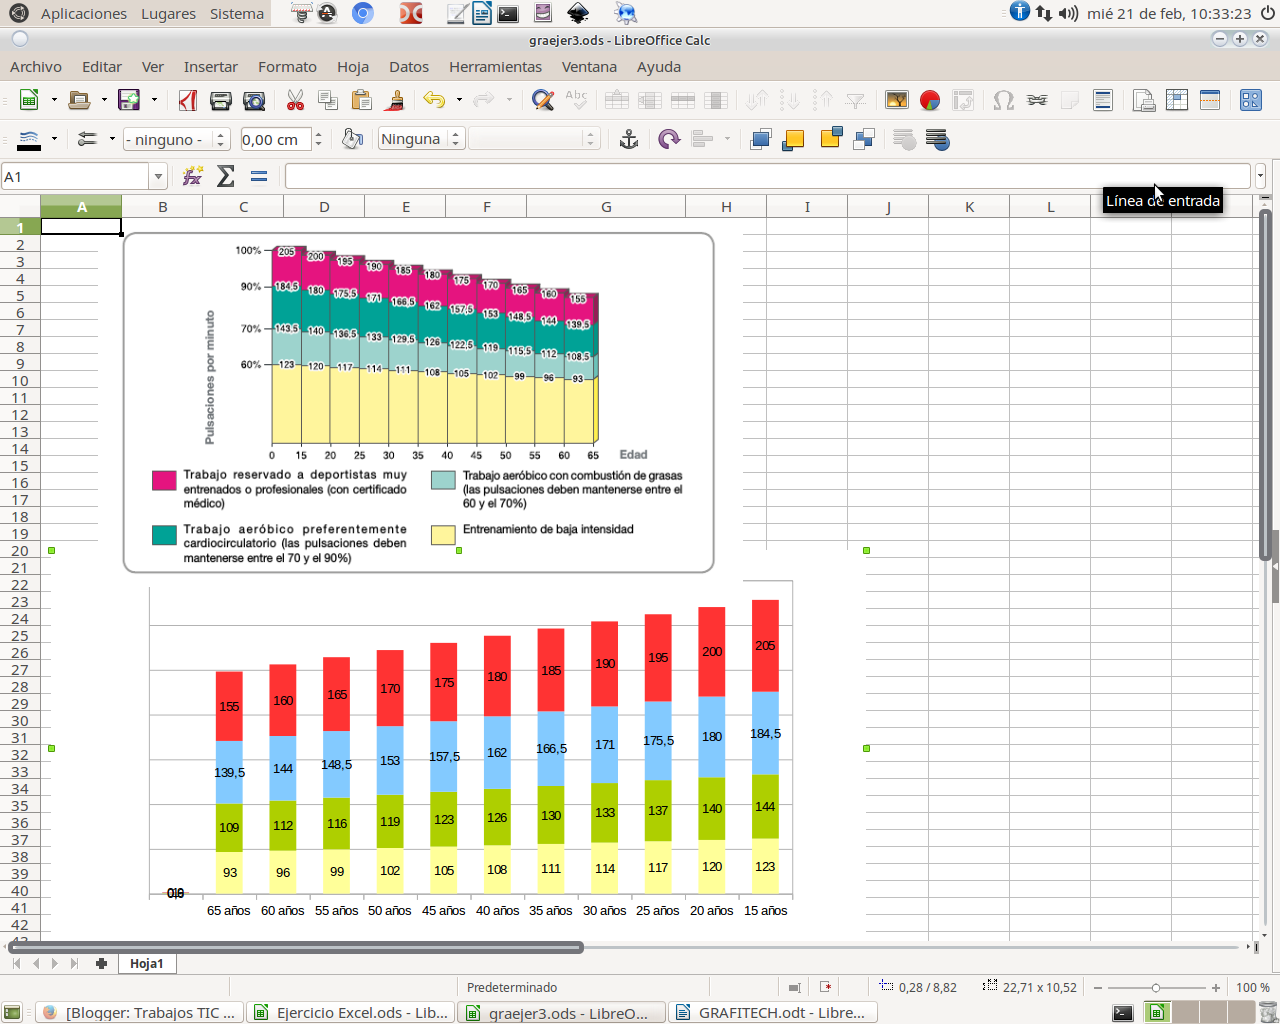 Aplicaciones Lugares Sistema mié 21 de feb, 10:33:23
graejer3.ods - LibreOffice Calc
Archivo Editar Ver Insertar Formato Hoja Datos Herramientas Ventana Ayuda
Abc
- ninguno - 0,00 cm Ninguna
A1
Línea de entrada
A B C D E F G H I J K L
1
2
3
4
5
6
7
8
9
10
11
12
13
14
15
16
17
18
19
20
21
22
23
24
25
26
27
28
29
30
31
32
33
34
35
36
37
38
39
40
41
42
43
100% 205 200 195 190 185 180 175 170 165 160 155
90% 184,5 180 175,5 171 166,5 162 157,5 153 148,5 144 139,5
70% 143,5 140 136,5 133 129,5 126 122,5 119 115,5 112 108,5
60% 123 120 117 114 111 108 105 102 99 96 93
Pulsaciones por minuto
0 15 20 25 30 35 40 45 50 55 60 65 Edad
Trabajo reservado a deportistas muy
entrenados o profesionales (con certificado
médico)
Trabajo aeróbico con combustión de grasas
(las pulsaciones deben mantenerse entre el
60 y el 70%)
Trabajo aeróbico preferentemente
cardiocirculatorio (las pulsaciones deben
mantenerse entre el 70 y el 90%)
Entrenamiento de baja intensidad
155 160 165 170 175 180 185 190 195 200 205
139,5 144 148,5 153 157,5 162 166,5 171 175,5 180 184,5
109 112 116 119 123 126 130 133 137 140 144
93 96 99 102 105 108 111 114 117 120 123
65 años 60 años 55 años 50 años 45 años 40 años 35 años 30 años 25 años 20 años 15 años
Hoja1
Predeterminado 0,28 / 8,82 22,71 x 10,52 100 %
[Blogger: Trabajos TIC ... Ejercicio Excel.ods - Lib... graejer3.ods - LibreO... GRAFITECH.odt - Libre...